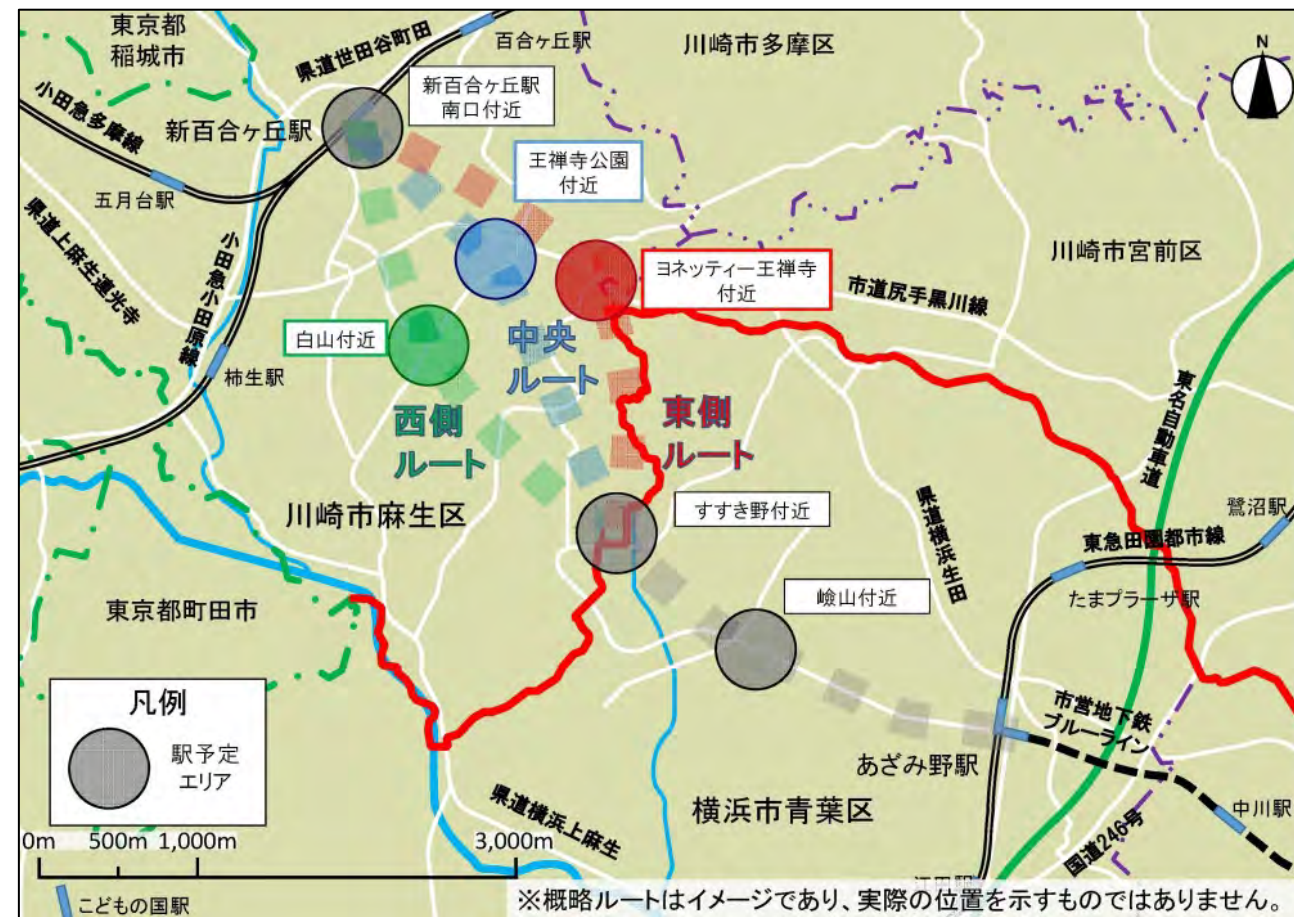 東京都
稲城市
県道世田谷町田
百合ヶ丘駅
川崎市多摩区
N
小田急多摩線
新百合ヶ丘駅
新百合ヶ丘駅
南口付近
五月台駅
王禅寺公園
付近
県道上麻生連光寺
小田急小田原線
ヨネッティー王禅寺
付近
川崎市宮前区
市道尻手黒川線
白山付近
中央
ルート
柿生駅
東名自動車道
西側
ルート
東側
ルート
川崎市麻生区
すすき野付近
県道横浜生田
鷺沼駅
東急田園都市線
たまプラーザ駅
東京都町田市
嶮山付近
凡例
駅予定
エリア
市営地下鉄
ブルーライン
あざみ野駅
横浜市青葉区
中川駅
県道横浜上麻生
国道246号
0m
500m
1,000m
3,000m
江田駅
こどもの国駅
※概略ルートはイメージであり、実際の位置を示すものではありません。